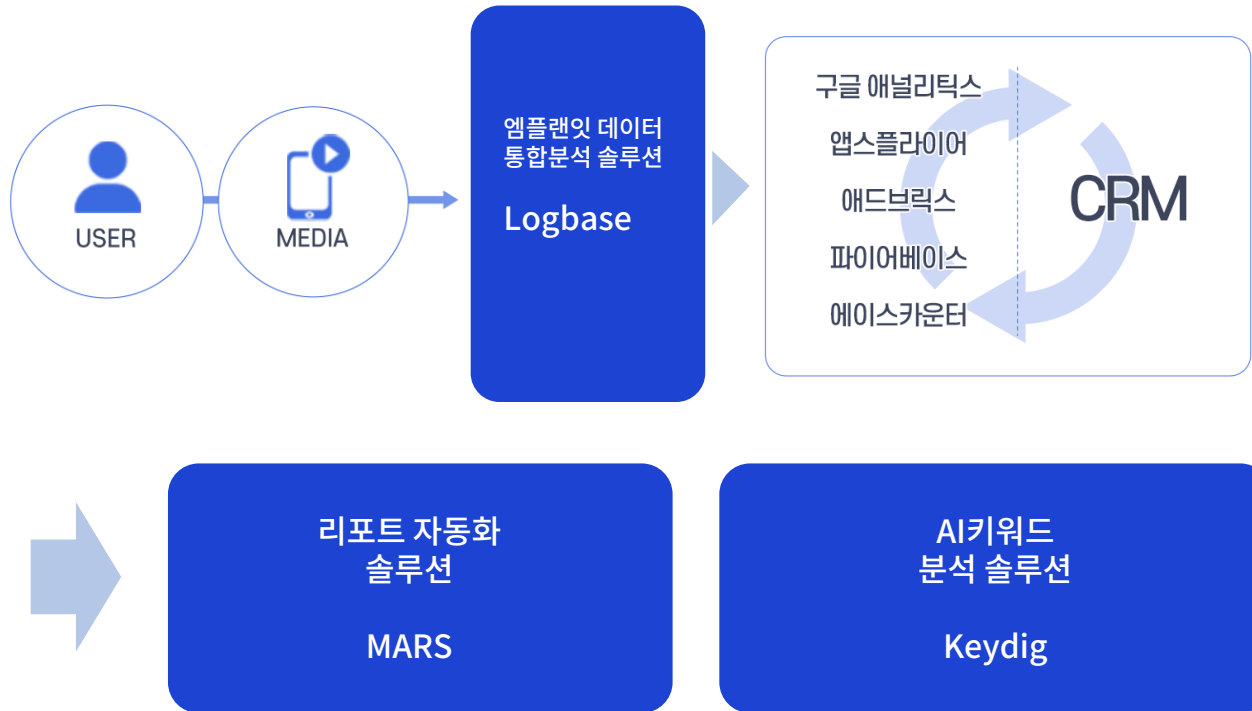 USER
MEDIA
엠플랜잇 데이터
통합분석 솔루션
Logbase
구글 애널리틱스
앱스플라이어
애드브릭스
파이어베이스
에이스카운터
CRM
리포트 자동화
솔루션
MARS
AI키워드
분석 솔루션
Keydig